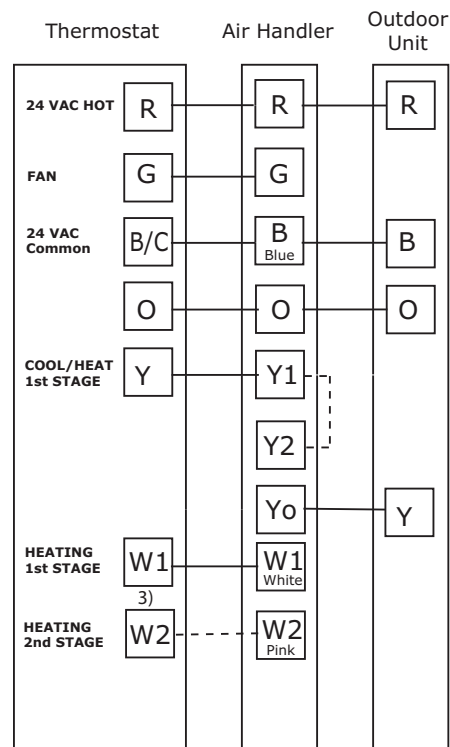 Thermostat Air Handler Outdoor Unit
24 VAC HOT R R R
FAN G G
24 VAC Common B/C B Blue B
O O O
COOL/HEAT 1st STAGE Y Y1
Y2
Yo Y
HEATING 1st STAGE W1 W1 White
3)
HEATING 2nd STAGE W2 W2 Pink